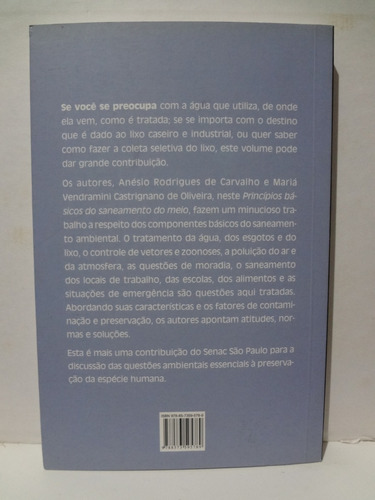 Se você se preocupa com a água que utiliza, de onde
ela vem, como é tratada; se se importa com o destino
que é dado ao lixo caseiro e industrial, ou quer saber
como fazer a coleta seletiva do lixo, este volume pode
dar grande contribuição.
Os autores, Anésio Rodrigues de Carvalho e Mariá
Vendramini Castrignano de Oliveira, neste Princípios bá-
sicos do saneamento do meio, fazem um minucioso tra-
balho a respeito dos componentes básicos do saneamen-
to ambiental. O tratamento da água, dos esgotos e do
lixo, o controle de vetores e zoonoses, a poluição do ar e
da atmosfera, as questões de moradia, o saneamento
dos locais de trabalho, das escolas, dos alimentos e as
situações de emergência são questões aqui tratadas.
Abordando suas características e os fatores de contami-
nação e preservação, os autores apontam atitudes, nor-
mas e soluções.
Esta é mais uma contribuição do Senac São Paulo para a
discussão das questões ambientais essenciais à preserva-
ção da espécie humana.